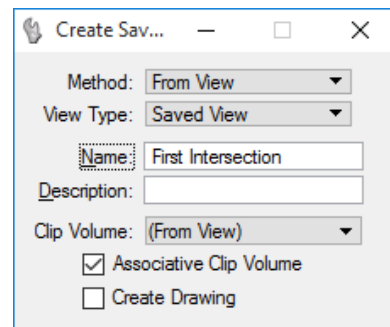 Create Sav...
Method: From View
View Type: Saved View
Name: First Intersection
Description:
Clip Volume: (From View)
Associative Clip Volume
Create Drawing